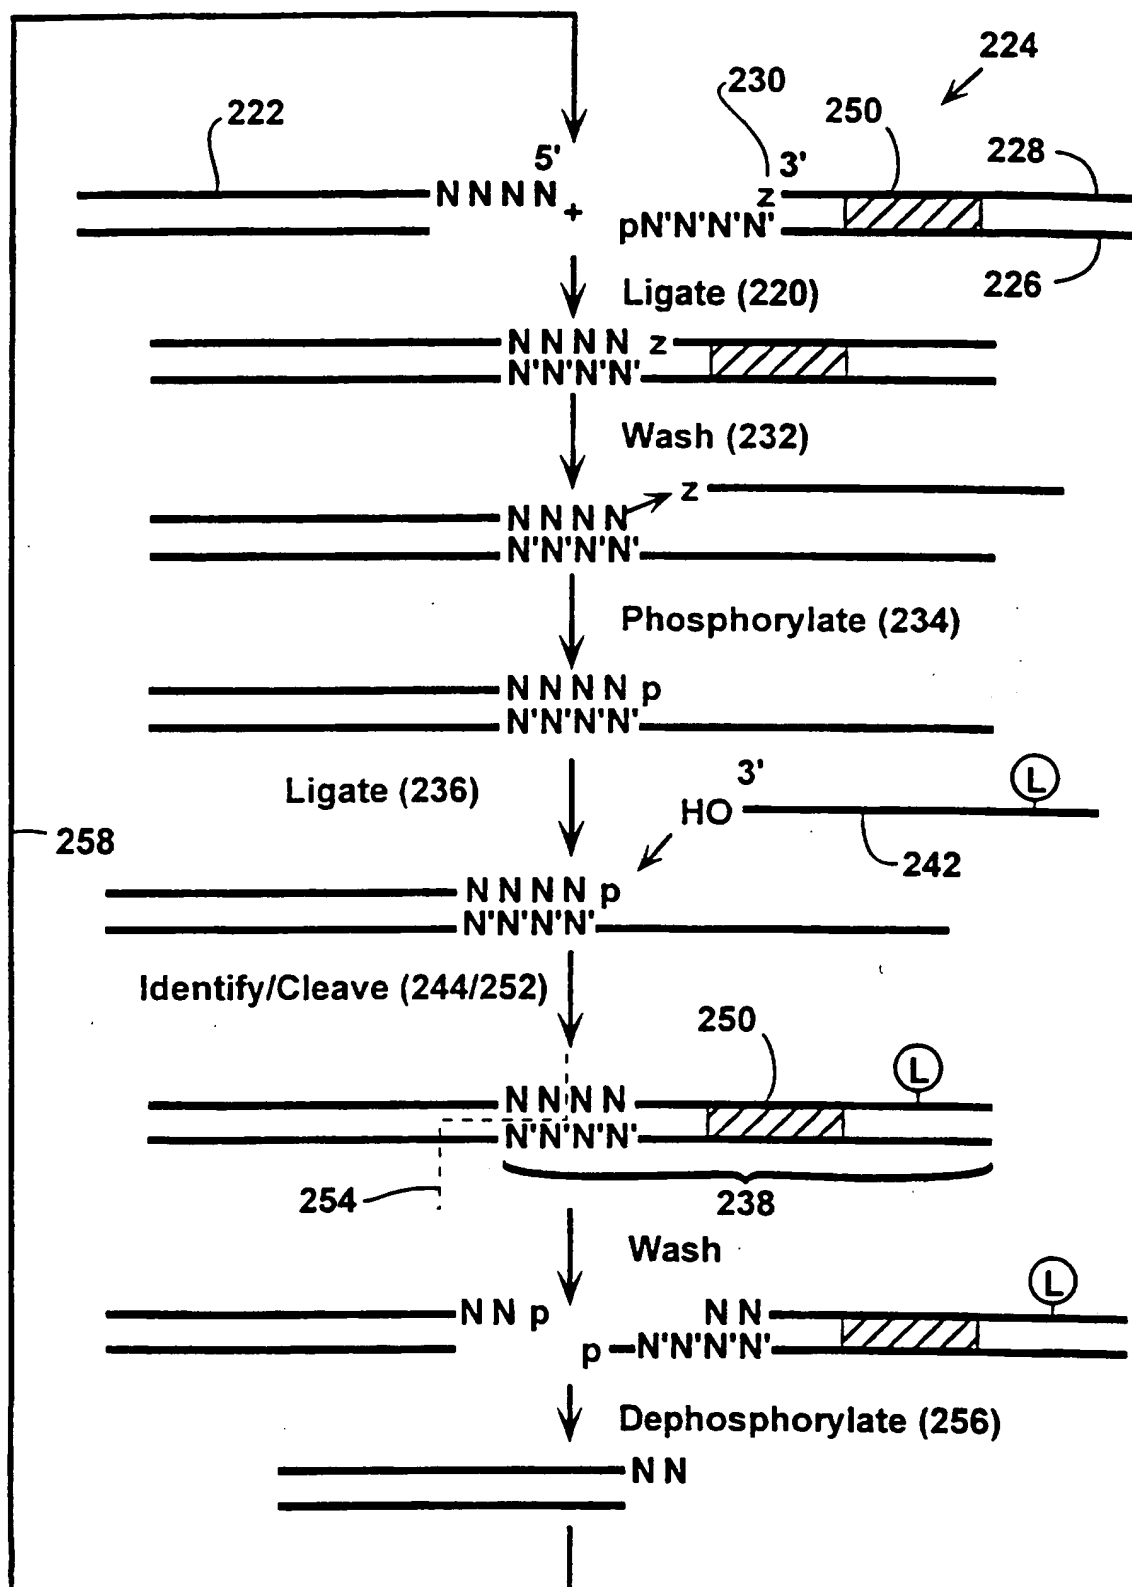 224
230
222
250
5'
3'
228
N N N N
+
z
pN'N'N'N'
226
Ligate (220)
N N N N z
N'N'N'N'
Wash (232)
z
N N N N
N'N'N'N'
Phosphorylate (234)
N N N N p
N'N'N'N'
3'
L
Ligate (236)
HO
258
242
N N N N p
N'N'N'N'
Identify/Cleave (244/252)
250
L
N N N N
N'N'N'N'
254
238
Wash
L
N N p
N N
p N'N'N'N'
Dephosphorylate (256)
N N